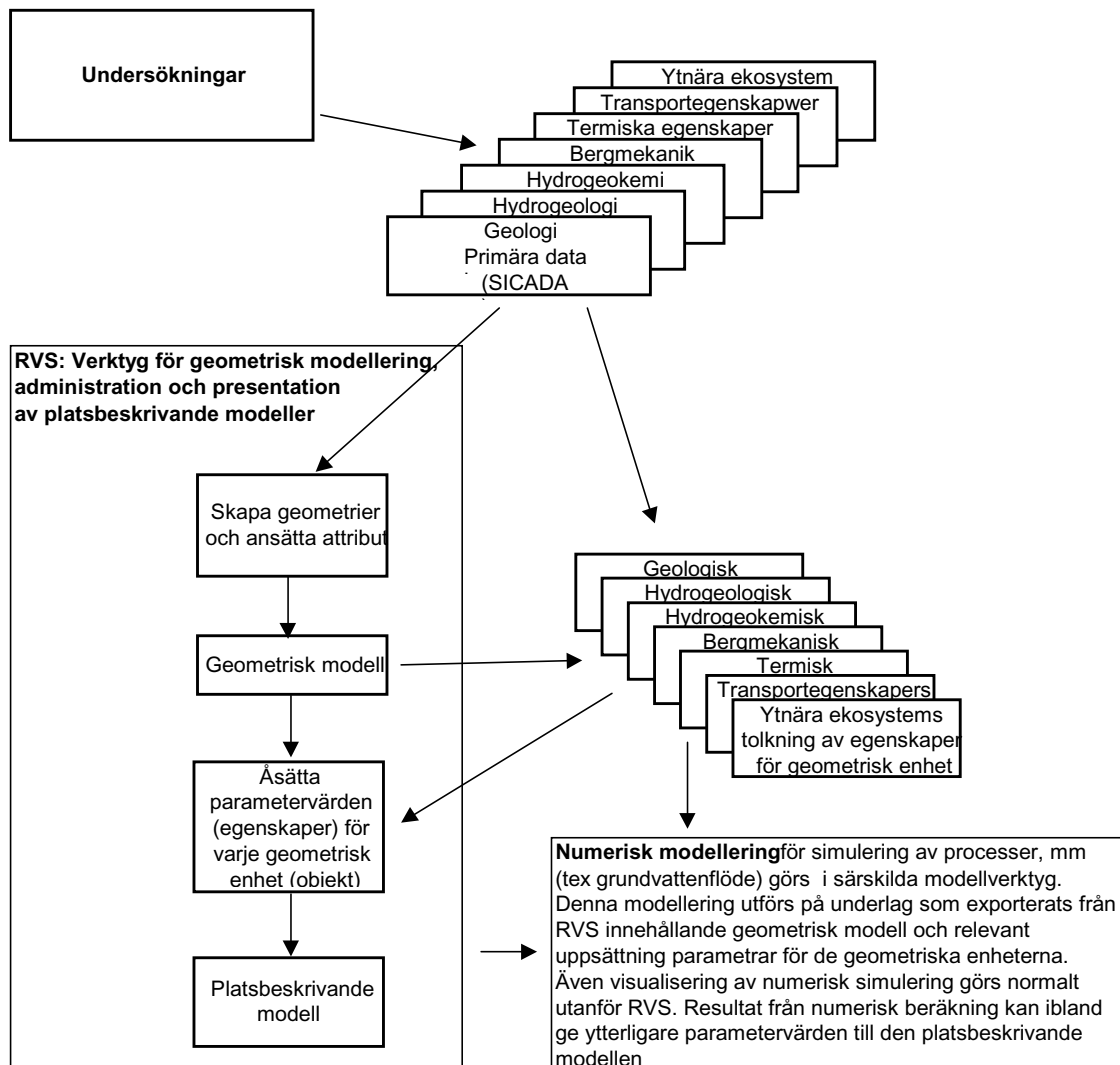 Undersökningar
Ytnära ekosystem
Transportegenskapwer
Termiska egenskaper
Bergmekanik
Hydrogeokemi
Hydrogeologi
Geologi
Primära data
(SICADA
RVS: Verktyg för geometrisk modellering,
administration och presentation
av platsbeskrivande modeller
Skapa geometrier
och ansätta attribut
Geometrisk modell
Åsätta
parametervärden
(egenskaper) för
varje geometrisk
enhet (objekt)
Platsbeskrivande
modell
Geologisk
Hydrogeologisk
Hydrogeokemisk
Bergmekanisk
Termisk
Transportegenskapers
Ytnära ekosystems
tolkning av egenskaper
för geometrisk enhet
Numerisk modelleringför simulering av processer, mm
(tex grundvattenflöde) görs i särskilda modellverktyg.
Denna modellering utförs på underlag som exporterats från
RVS innehållande geometrisk modell och relevant
uppsättning parametrar för de geometriska enheterna.
Även visualisering av numerisk simulering görs normalt
utanför RVS. Resultat från numerisk beräkning kan ibland
ge ytterligare parametervärden till den platsbeskrivande
modellen